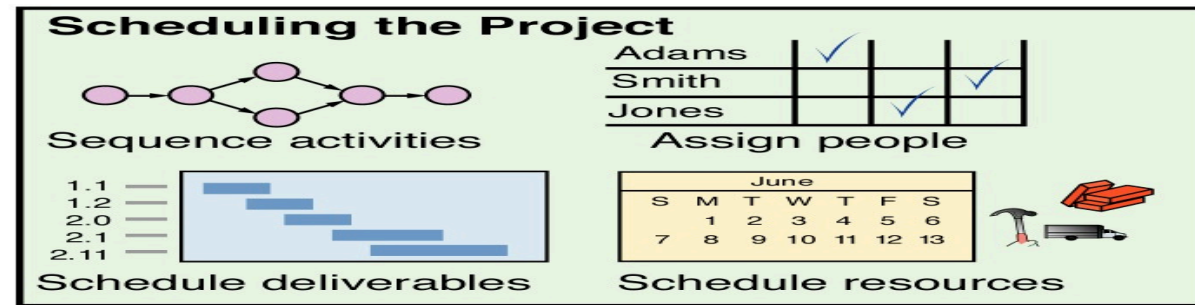 Scheduling the Project
Adams
Smith
Jones
Sequence activities
Assign people
1.1
1.2
2.0
2.1
2.11
Schedule deliverables
June
S M T W T F S
1 2 3 4 5 6
7 8 9 10 11 12 13
Schedule resources